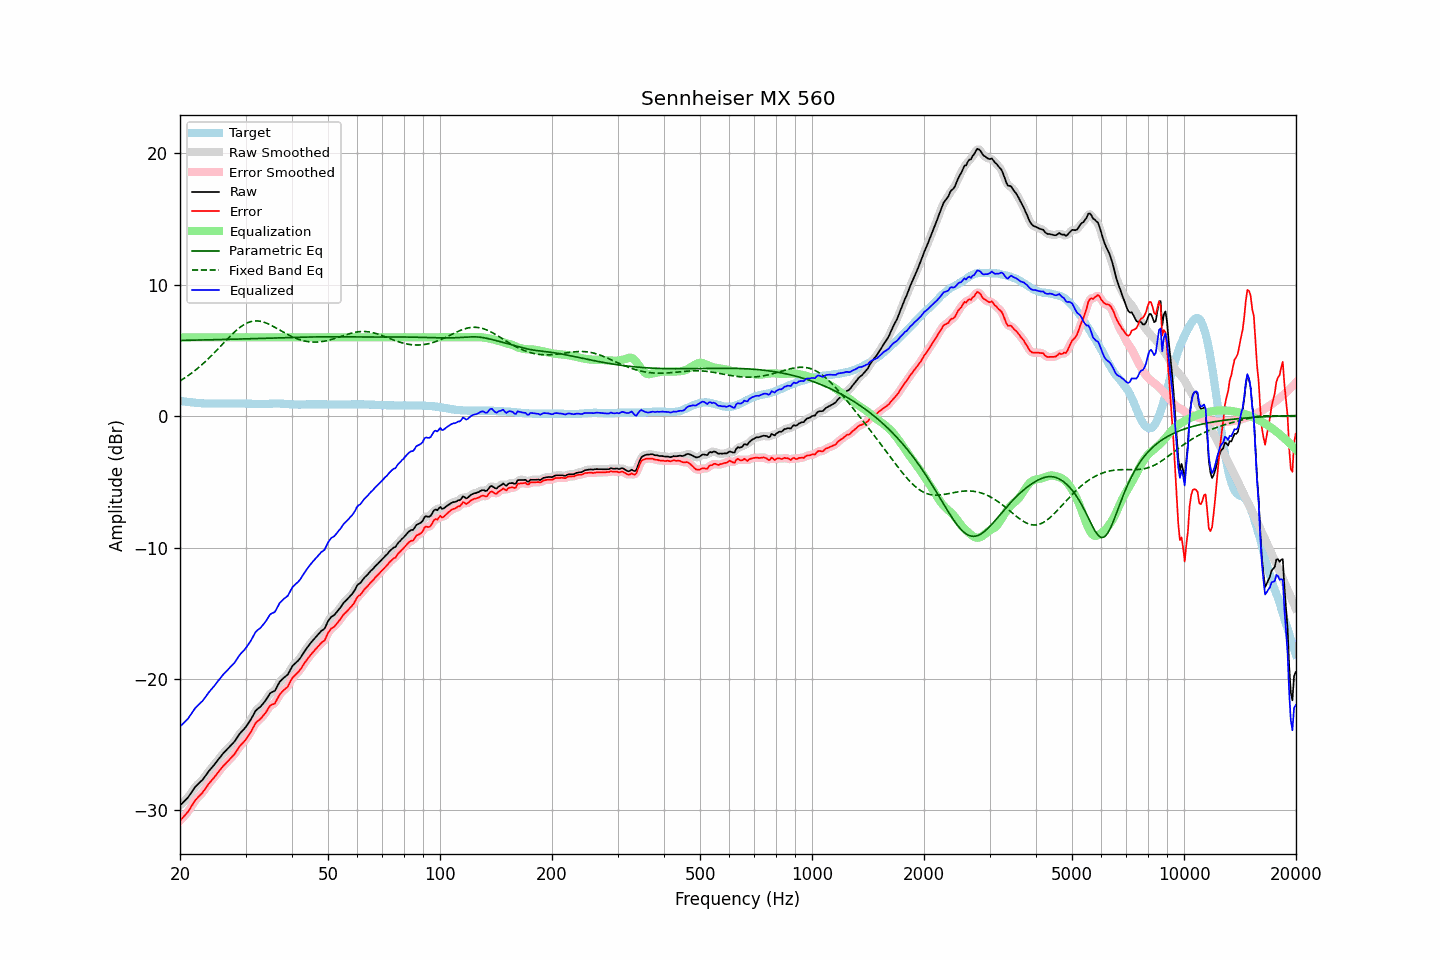 Sennheiser MX 560
Target
Raw Smoothed
Error Smoothed
Raw
Error
Equalization
Parametric Eq
Fixed Band Eq
Equalized
20
10
0
−10
−20
−30
Amplitude (dBr)
20 50 100 200 500 1000 2000 5000 10000 20000
Frequency (Hz)